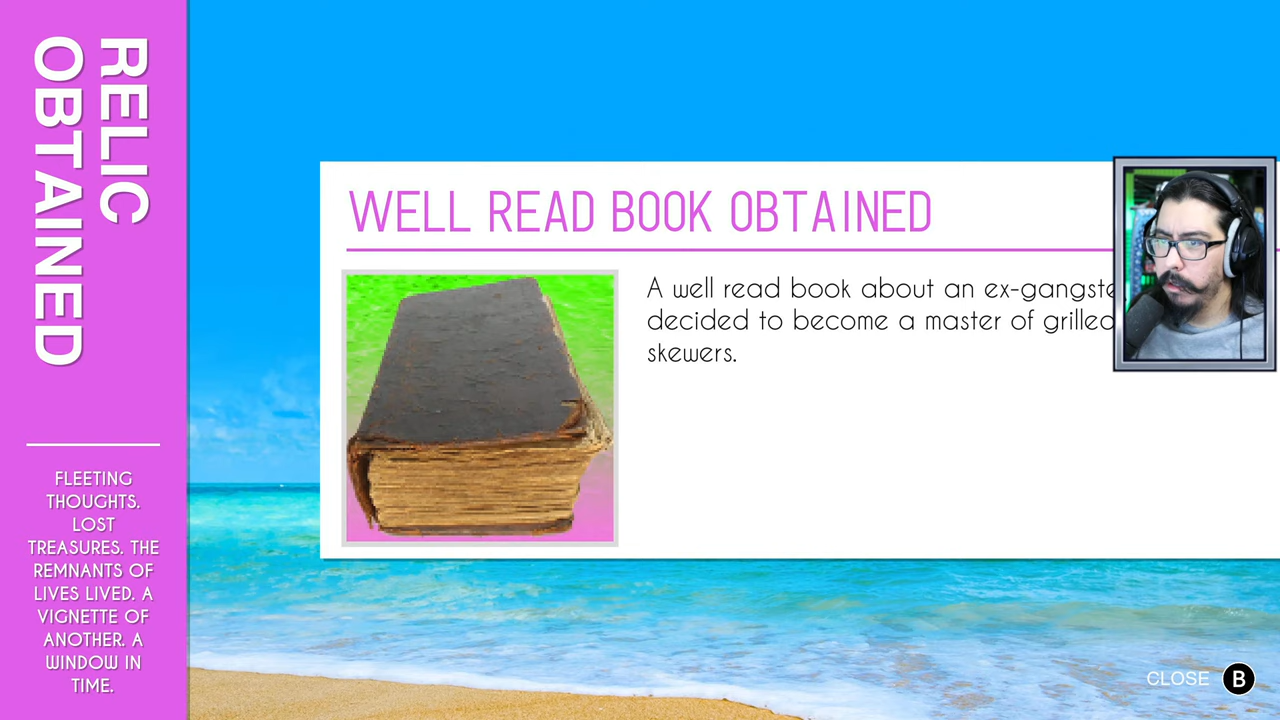 RELIC
OBTAINED
FLEETING
THOUGHTS.
LOST
TREASURES. THE
REMNANTS OF
LIVES LIVED. A
VIGNETTE OF
ANOTHER. A
WINDOW IN
TIME.
WELL READ BOOK OBTAINED
A well read book about an ex-gangste
decided to become a master of grilled
skewers.
CLOSE B